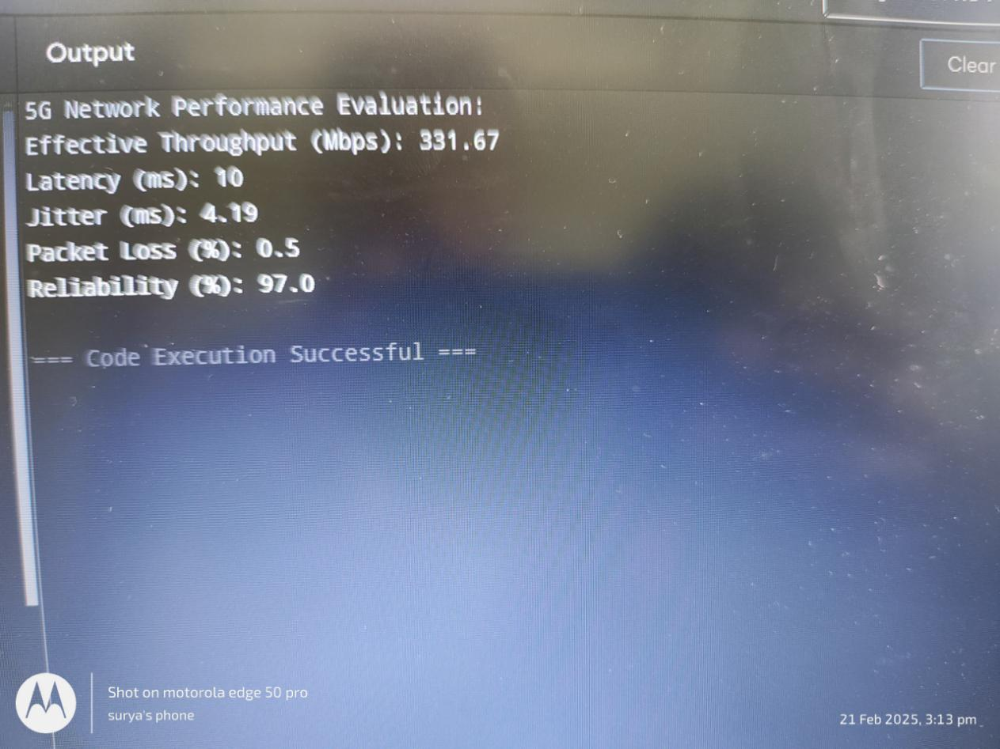 Output
Clear
5G Network Performance Evaluation:
Effective Throughput (Mbps): 331.67
Latency (ms): 10
Jitter (ms): 4.19
Packet Loss (%): 0.5
Reliability (%): 97.0
=== Code Execution Successful ===
Shot on motorola edge 50 pro
surya's phone
21 Feb 2025, 3:13 pm